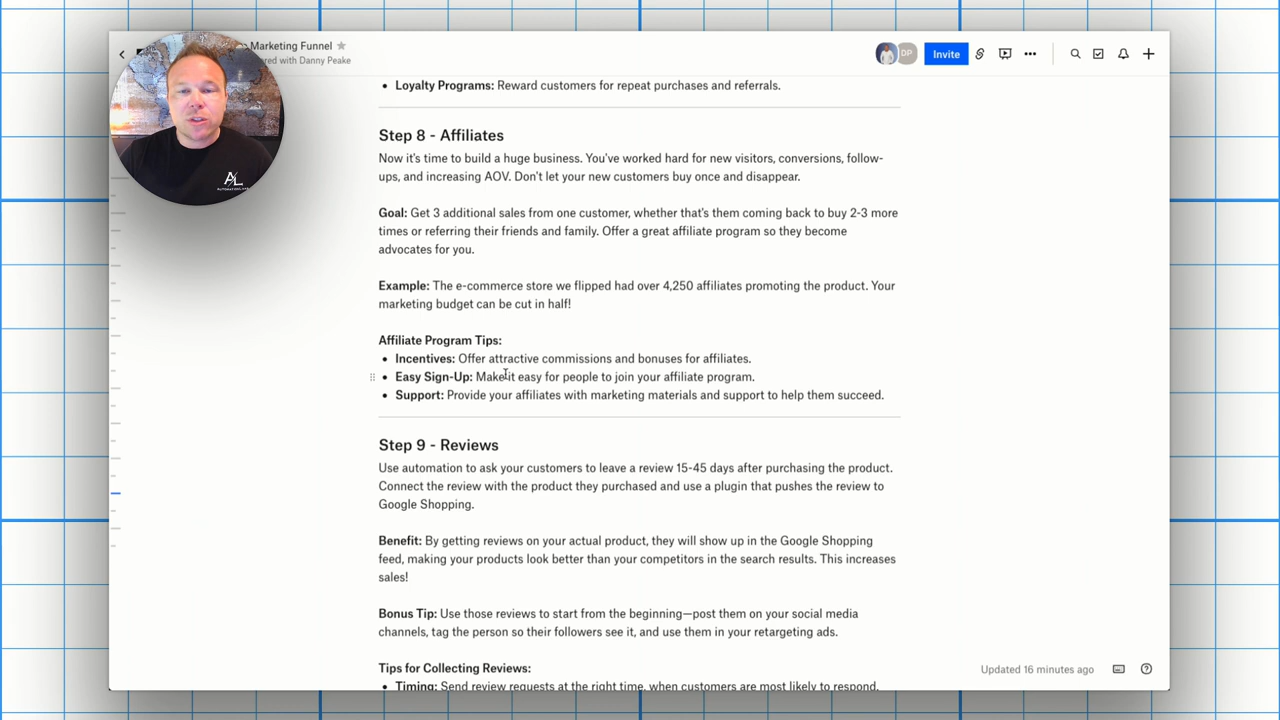 Marketing Funnel
ared with Danny Peake
DP
Invite
Loyalty Programs: Reward customers for repeat purchases and referrals.
Step 8 - Affiliates
Now it's time to build a huge business. You've worked hard for new visitors, conversions, follow-
ups, and increasing AOV. Don't let your new customers buy once and disappear.
Goal: Get 3 additional sales from one customer, whether that's them coming back to buy 2-3 more
times or referring their friends and family. Offer a great affiliate program so they become
advocates for you.
Example: The e-commerce store we flipped had over 4,250 affiliates promoting the product. Your
marketing budget can be cut in half!
Affiliate Program Tips:
Incentives: Offer attractive commissions and bonuses for affiliates.
Easy Sign-Up: Make it easy for people to join your affiliate program.
Support: Provide your affiliates with marketing materials and support to help them succeed.
Step 9 - Reviews
Use automation to ask your customers to leave a review 15-45 days after purchasing the product.
Connect the review with the product they purchased and use a plugin that pushes the review to
Google Shopping.
Benefit: By getting reviews on your actual product, they will show up in the Google Shopping
feed, making your products look better than your competitors in the search results. This increases
sales!
Bonus Tip: Use those reviews to start from the beginning—post them on your social media
channels, tag the person so their followers see it, and use them in your retargeting ads.
Tips for Collecting Reviews:
Timing: Send review requests at the right time, when customers are most likely to respond.
Updated 16 minutes ago